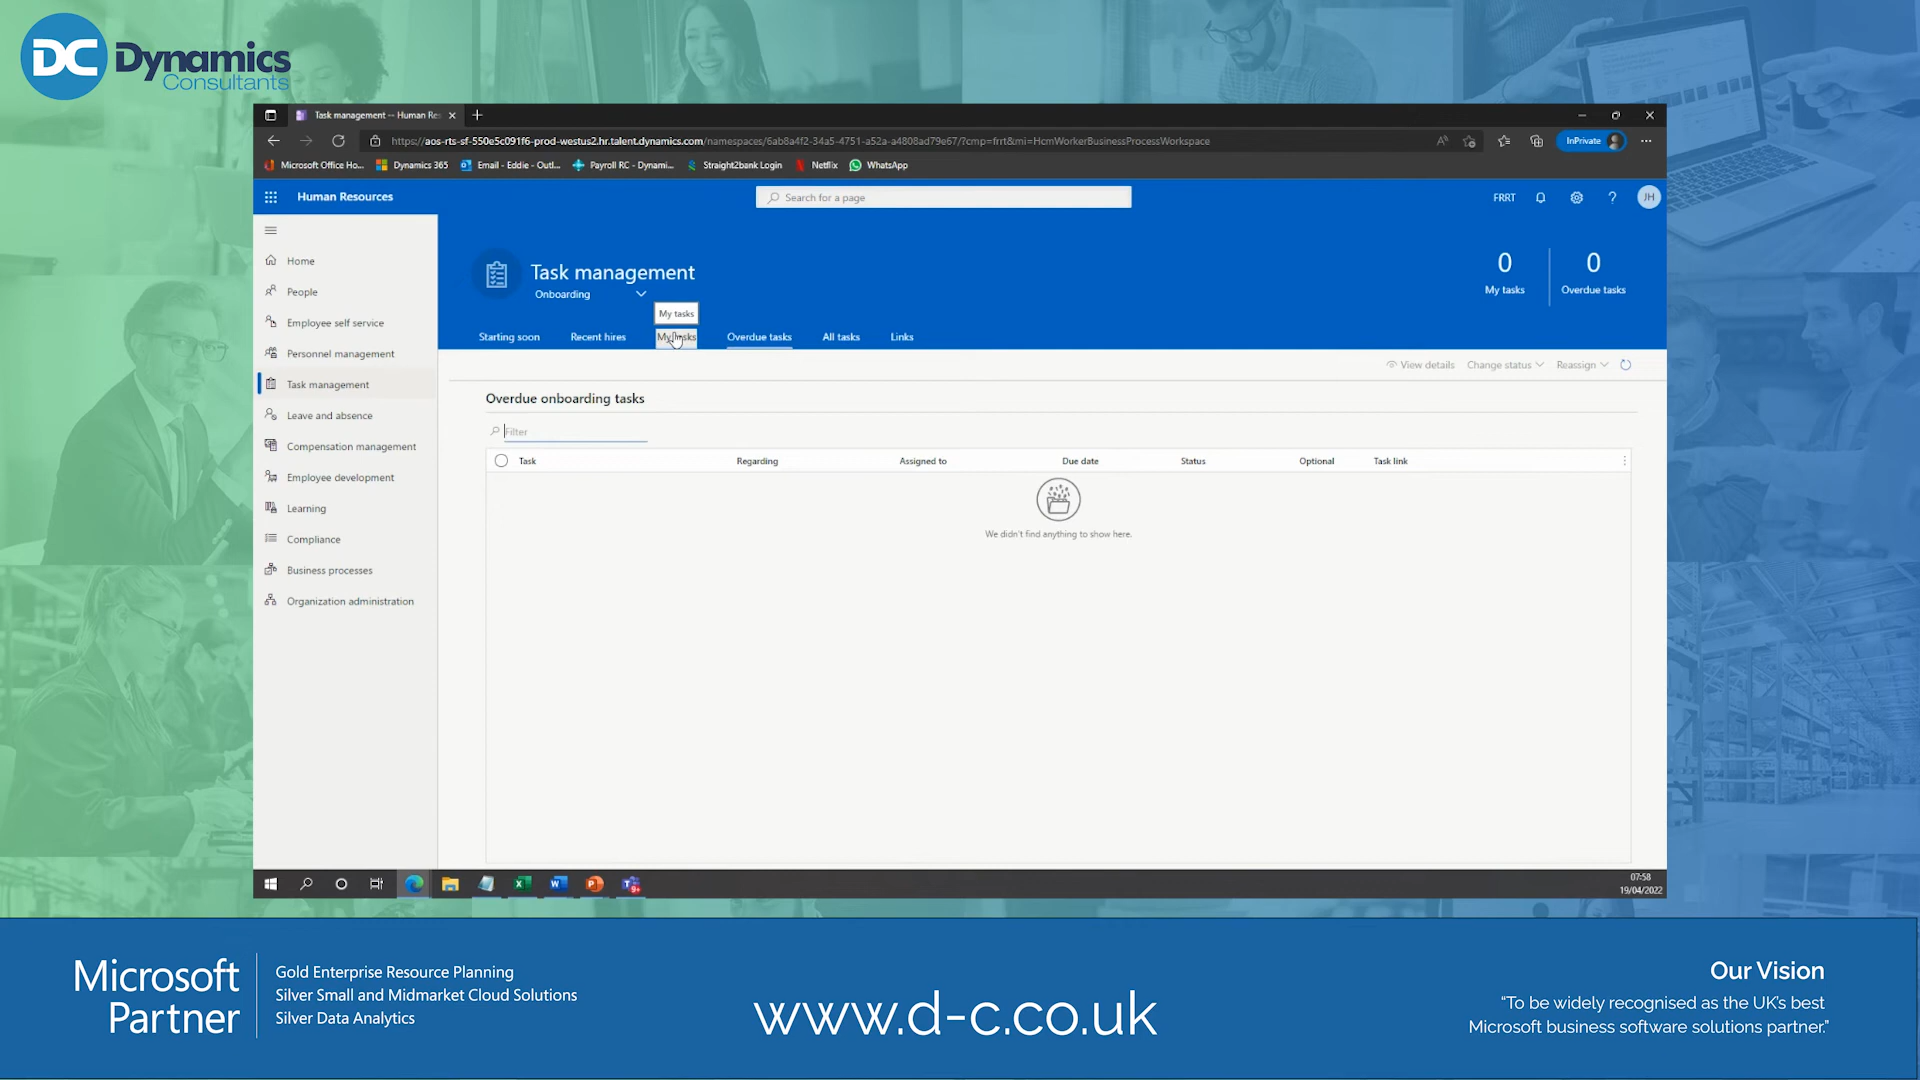 DC Dynamics
Consultants
Task management -- Human Res
https://aos-rts-sf-550e5c091f6-prod-westus2.hr.talent.dynamics.com/namespaces/6ab8a4f2-34a5-4751-a52a-a4808ad79e67/?cmp=frrt&mi=HcmWorkerBusinessProcessWorkspace
InPrivate
Microsoft Office Ho... Dynamics 365 Email - Eddie - Outl... Payroll RC - Dynami... Straight2bank Login Netflix WhatsApp
Human Resources
Search for a page
FRRT
?
JH
Home
People
Employee self service
Personnel management
Task management
Leave and absence
Compensation management
Employee development
Learning
Compliance
Business processes
Organization administration
Task management
Onboarding
0
My tasks
0
Overdue tasks
My tasks
Starting soon Recent hires My tasks Overdue tasks All tasks Links
View details Change status Reassign
Overdue onboarding tasks
Filter
Task Regarding Assigned to Due date Status Optional Task link
We didn't find anything to show here.
07:58
19/04/2022
Microsoft
Partner
Gold Enterprise Resource Planning
Silver Small and Midmarket Cloud Solutions
Silver Data Analytics
www.d-c.co.uk
Our Vision
“To be widely recognised as the UK's best
Microsoft business software solutions partner.”